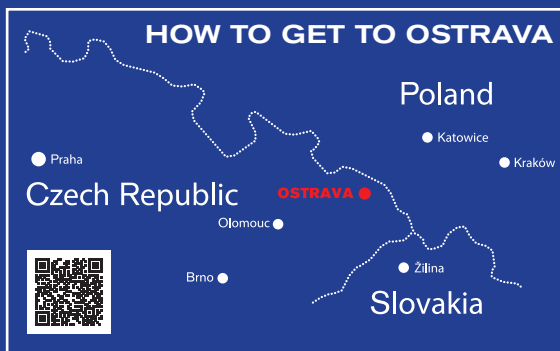 HOW TO GET TO OSTRAVA
Poland
Katowice
Praha
Kraków
Czech Republic
OSTRAVA
Olomouc
Žilina
Brno
Slovakia